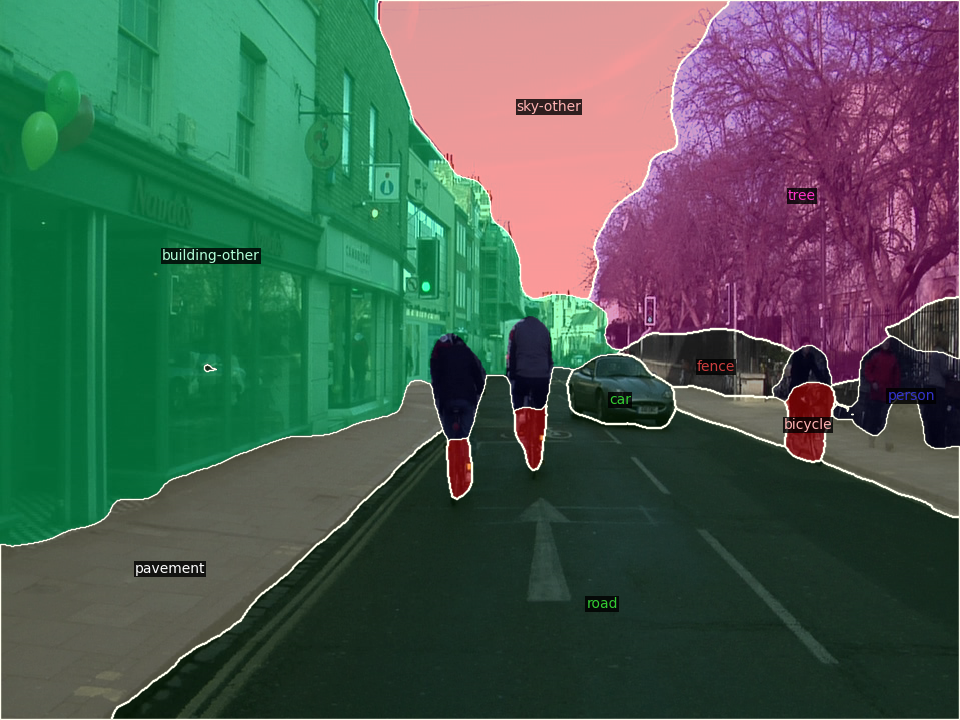 sky-other
tree
Nando's
building-other
fence
car
person
bicycle
pavement
road